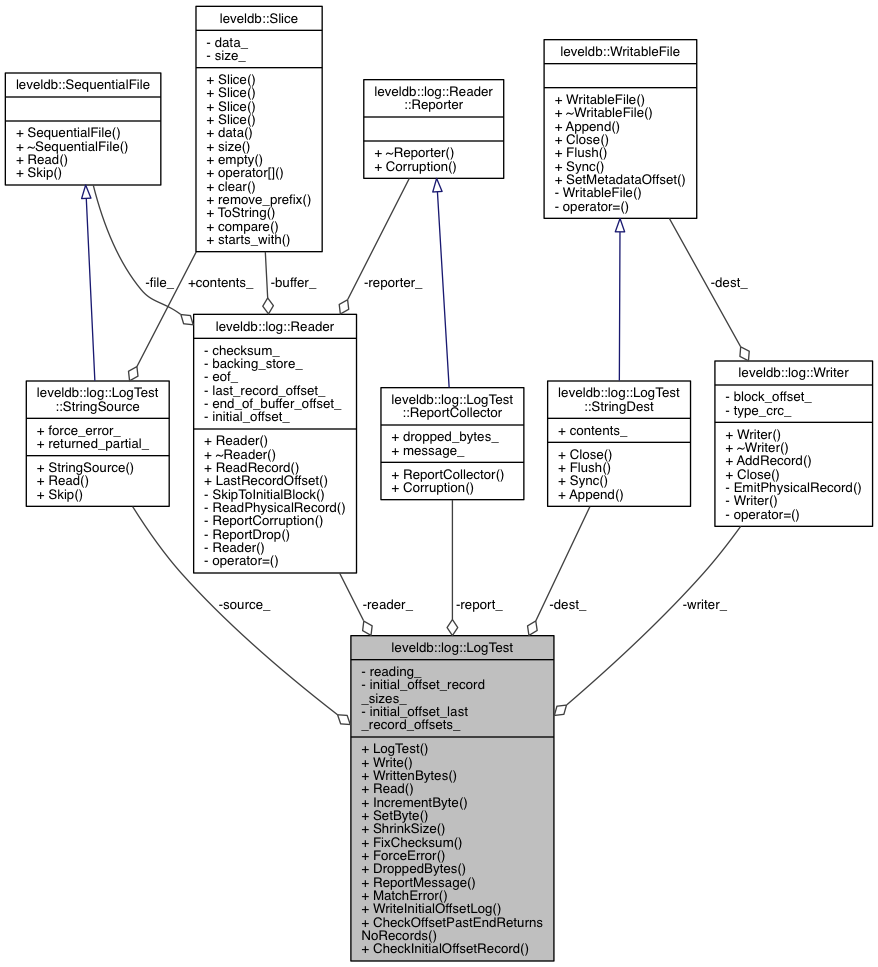 leveldb::Slice
- data_
- size_
+ Slice()
+ Slice()
+ Slice()
+ Slice()
+ data()
+ size()
+ empty()
+ operator[]()
+ clear()
+ remove_prefix()
+ ToString()
+ compare()
+ starts_with()
leveldb::SequentialFile
+ SequentialFile()
+ ~SequentialFile()
+ Read()
+ Skip()
leveldb::log::Reader
::Reporter
+ ~Reporter()
+ Corruption()
leveldb::WritableFile
+ WritableFile()
+ ~WritableFile()
+ Append()
+ Close()
+ Flush()
+ Sync()
+ SetMetadataOffset()
- WritableFile()
- operator=()
-file_
+contents_
-buffer_
-reporter_
-dest_
leveldb::log::LogTest
::StringSource
+ force_error_
+ returned_partial_
+ StringSource()
+ Read()
+ Skip()
leveldb::log::Reader
- checksum_
- backing_store_
- eof_
- last_record_offset_
- end_of_buffer_offset_
- initial_offset_
+ Reader()
+ ~Reader()
+ ReadRecord()
+ LastRecordOffset()
- SkipToInitialBlock()
- ReadPhysicalRecord()
- ReportCorruption()
- ReportDrop()
- Reader()
- operator=()
leveldb::log::LogTest
::ReportCollector
+ dropped_bytes_
+ message_
+ ReportCollector()
+ Corruption()
leveldb::log::LogTest
::StringDest
+ contents_
+ Close()
+ Flush()
+ Sync()
+ Append()
leveldb::log::Writer
- block_offset_
- type_crc_
+ Writer()
+ ~Writer()
+ AddRecord()
+ Close()
- EmitPhysicalRecord()
- Writer()
- operator=()
-source_
-reader_
-report_
-dest_
-writer_
leveldb::log::LogTest
- reading_
- initial_offset_record
_sizes_
- initial_offset_last
_record_offsets_
+ LogTest()
+ Write()
+ WrittenBytes()
+ Read()
+ IncrementByte()
+ SetByte()
+ ShrinkSize()
+ FixChecksum()
+ ForceError()
+ DroppedBytes()
+ ReportMessage()
+ MatchError()
+ WriteInitialOffsetLog()
+ CheckOffsetPastEndReturns
NoRecords()
+ CheckInitialOffsetRecord()